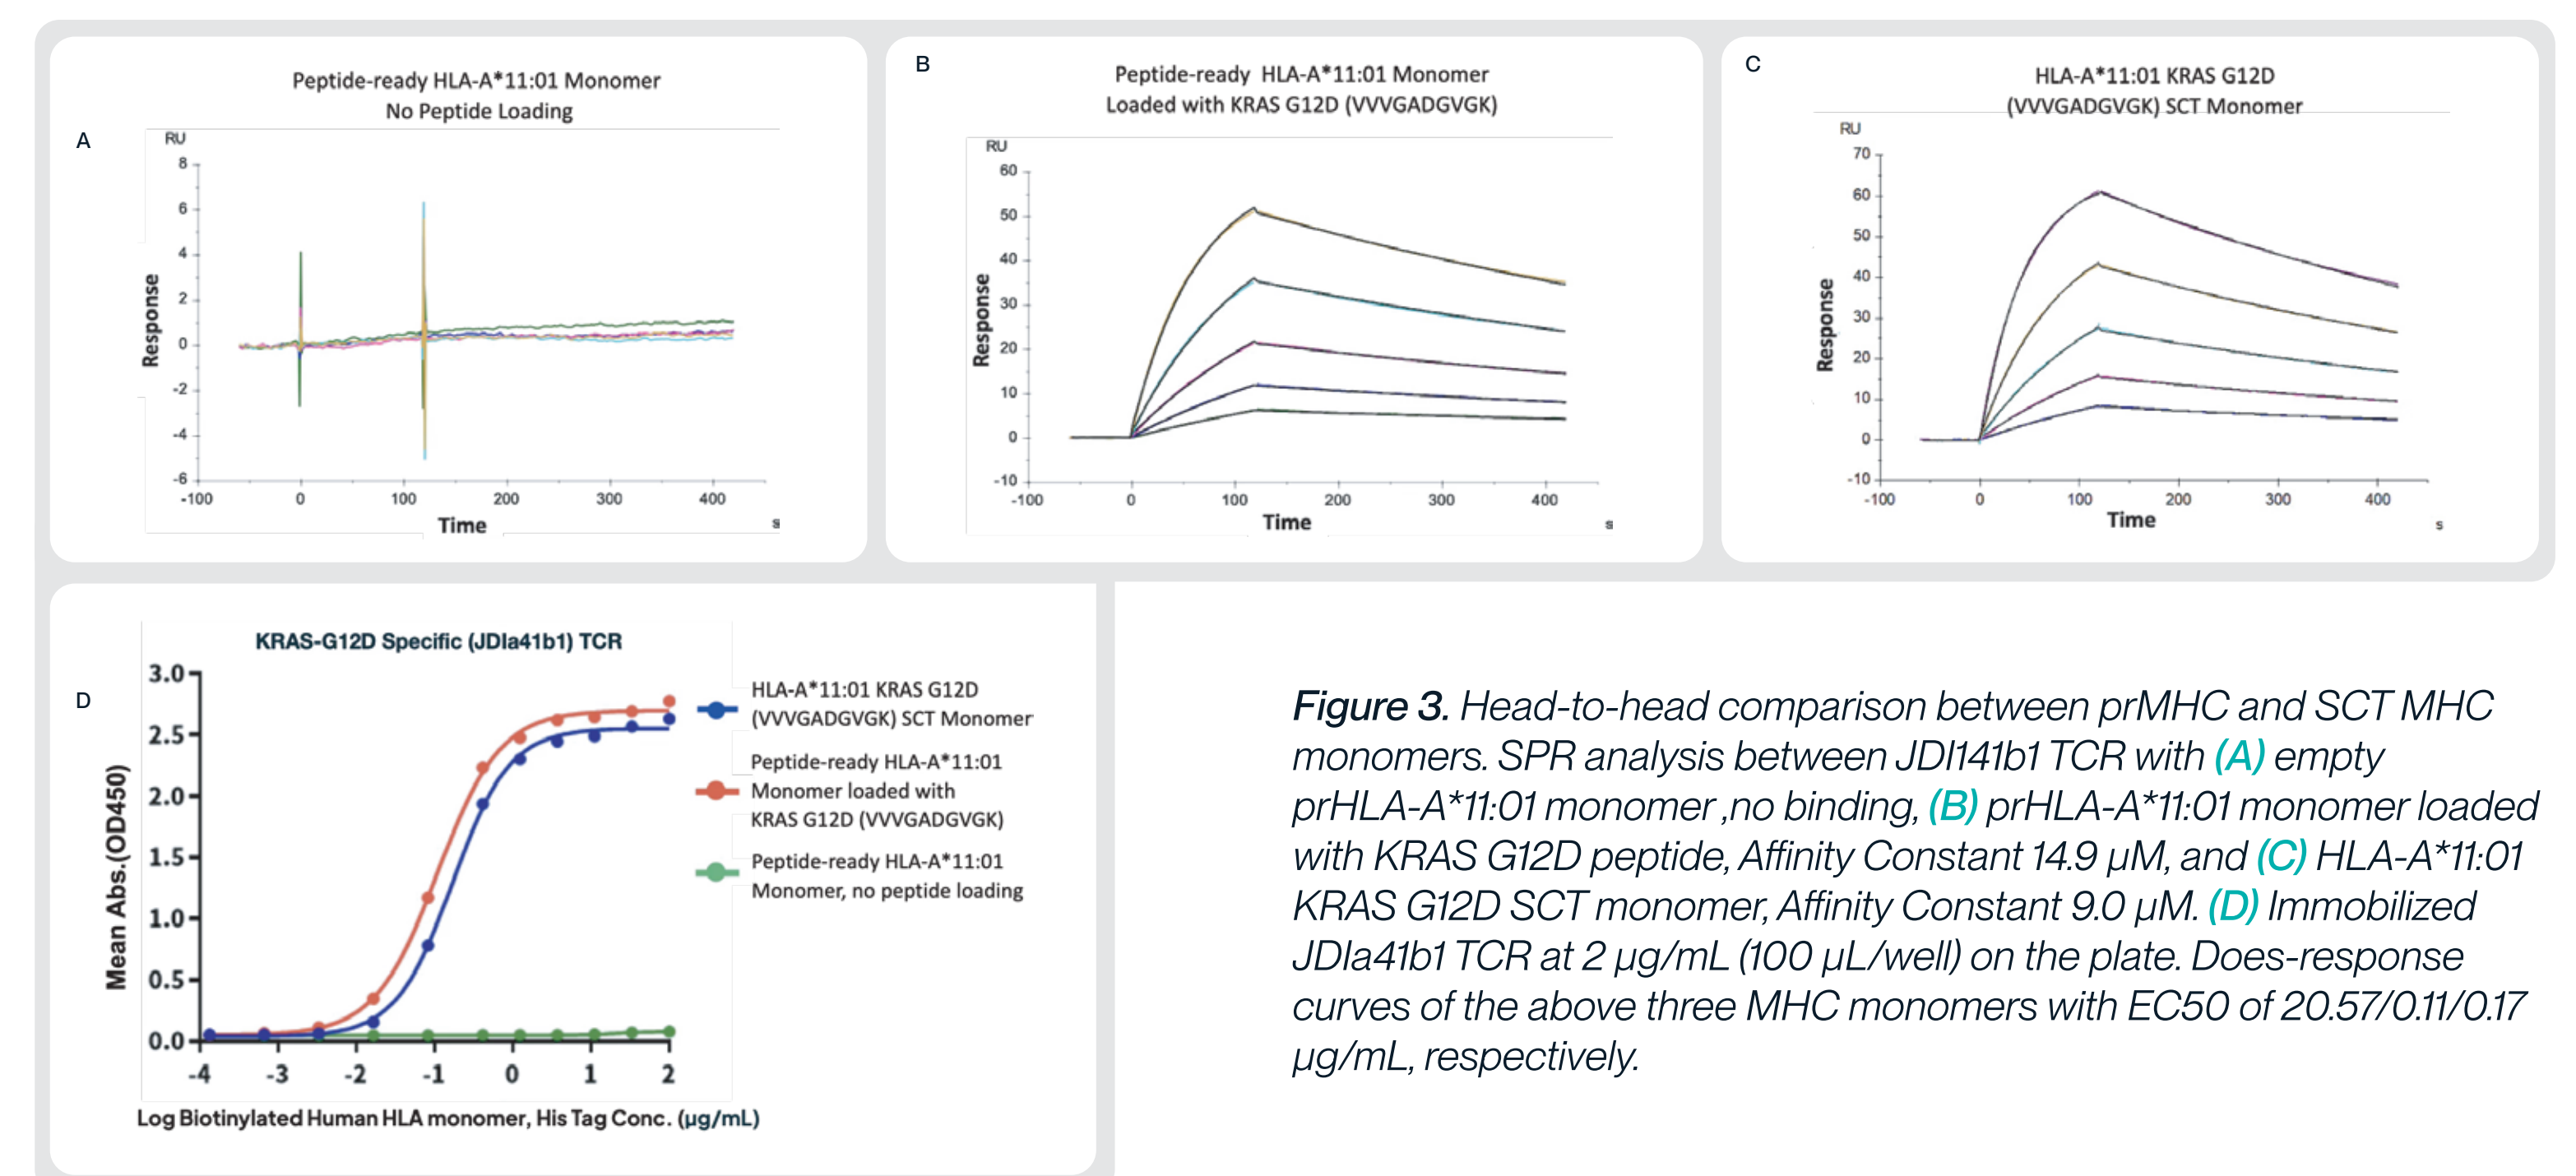 A
Peptide-ready HLA-A*11:01 Monomer
No Peptide Loading
RU
8
6
4
2
0
-2
-4
-6
-100
0
100
200
300
400
Response
Time
s
B
Peptide-ready HLA-A*11:01 Monomer
Loaded with KRAS G12D (VVVGADGVGK)
RU
60
50
40
30
20
10
0
-10
-100
0
100
200
300
400
Response
Time
s
C
HLA-A*11:01 KRAS G12D
(VVVGADGVGK) SCT Monomer
RU
70
60
50
40
30
20
10
0
-10
-100
0
100
200
300
400
Response
Time
s
D
KRAS-G12D Specific (JDIa41b1) TCR
3.0
2.5
2.0
1.5
1.0
0.5
0.0
-4
-3
-2
-1
0
1
2
Mean Abs.(OD450)
Log Biotinylated Human HLA monomer, His Tag Conc. (µg/mL)
HLA-A*11:01 KRAS G12D
(VVVGADGVGK) SCT Monomer
Peptide-ready HLA-A*11:01
Monomer loaded with
KRAS G12D (VVVGADGVGK)
Peptide-ready HLA-A*11:01
Monomer, no peptide loading
Figure 3. Head-to-head comparison between prMHC and SCT MHC
monomers. SPR analysis between JDI141b1 TCR with (A) empty
prHLA-A*11:01 monomer ,no binding, (B) prHLA-A*11:01 monomer loaded
with KRAS G12D peptide, Affinity Constant 14.9 µM, and (C) HLA-A*11:01
KRAS G12D SCT monomer, Affinity Constant 9.0 µM. (D) Immobilized
JDIa41b1 TCR at 2 µg/mL (100 µL/well) on the plate. Does-response
curves of the above three MHC monomers with EC50 of 20.57/0.11/0.17
µg/mL, respectively.